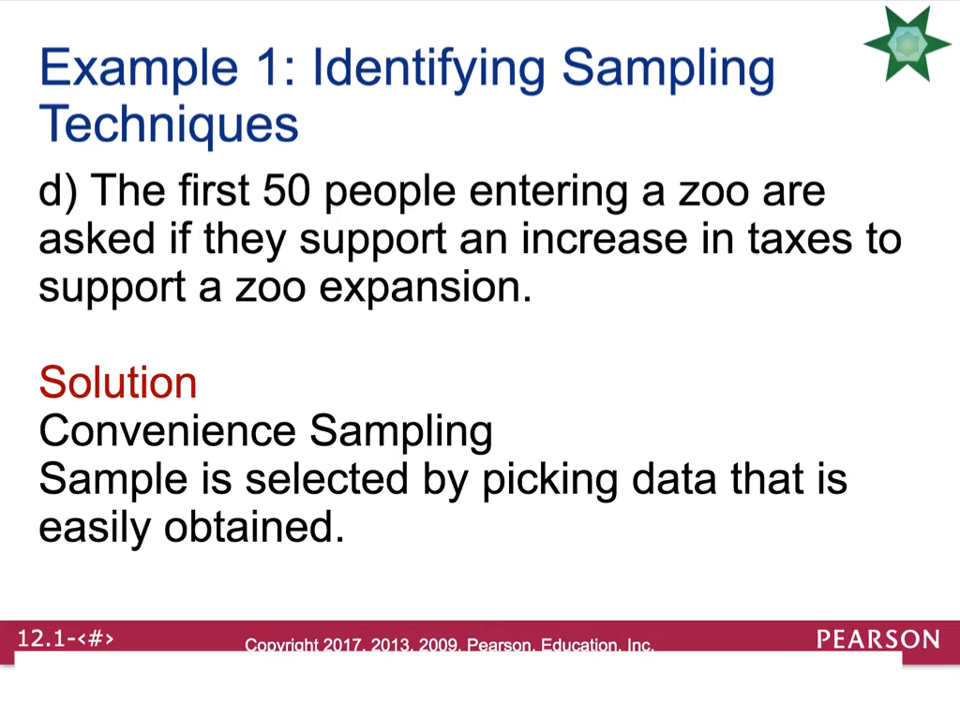 Example 1: Identifying Sampling
Techniques
d) The first 50 people entering a zoo are
asked if they support an increase in taxes to
support a zoo expansion.
Solution
Convenience Sampling
Sample is selected by picking data that is
easily obtained.
12.1-<#>
Copyright 2017, 2013, 2009, Pearson, Education, Inc.
PEARSON